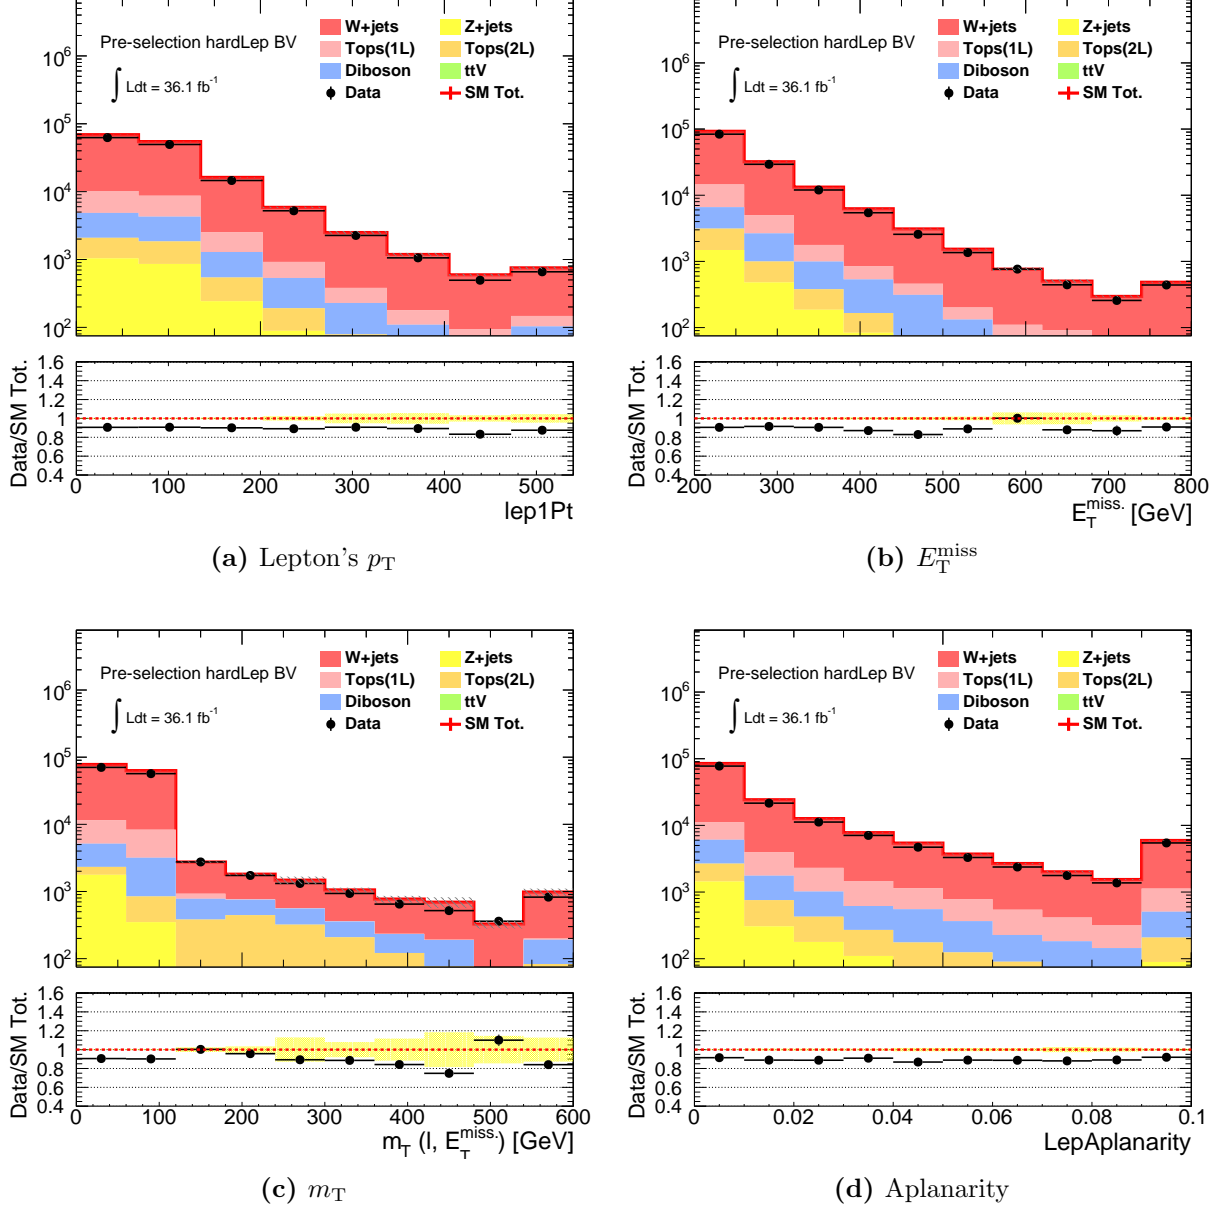 Pre-selection hardLep BV
∫ Ldt = 36.1 fb⁻¹
W+jets Z+jets
Tops(1L) Tops(2L)
Diboson ttV
Data SM Tot.
10⁶
10⁵
10⁴
10³
10²
Data/SM Tot.
1.6
1.4
1.2
1
0.8
0.6
0.4
0 100 200 300 400 500
lep1Pt
(a) Lepton's p_T
Pre-selection hardLep BV
∫ Ldt = 36.1 fb⁻¹
W+jets Z+jets
Tops(1L) Tops(2L)
Diboson ttV
Data SM Tot.
10⁶
10⁵
10⁴
10³
10²
Data/SM Tot.
1.6
1.4
1.2
1
0.8
0.6
0.4
200 300 400 500 600 700 800
E_T^miss. [GeV]
(b) E_T^miss
Pre-selection hardLep BV
∫ Ldt = 36.1 fb⁻¹
W+jets Z+jets
Tops(1L) Tops(2L)
Diboson ttV
Data SM Tot.
10⁶
10⁵
10⁴
10³
10²
Data/SM Tot.
1.6
1.4
1.2
1
0.8
0.6
0.4
0 100 200 300 400 500 600
m_T (l, E_T^miss.) [GeV]
(c) m_T
Pre-selection hardLep BV
∫ Ldt = 36.1 fb⁻¹
W+jets Z+jets
Tops(1L) Tops(2L)
Diboson ttV
Data SM Tot.
10⁶
10⁵
10⁴
10³
10²
Data/SM Tot.
1.6
1.4
1.2
1
0.8
0.6
0.4
0 0.02 0.04 0.06 0.08 0.1
LepAplanarity
(d) Aplanarity